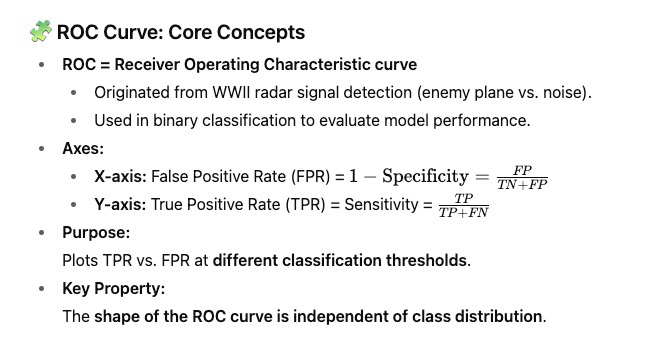 🧩 ROC Curve: Core Concepts
• ROC = Receiver Operating Characteristic curve
• Originated from WWII radar signal detection (enemy plane vs. noise).
• Used in binary classification to evaluate model performance.
• Axes:
• X-axis: False Positive Rate (FPR) = 1 − Specificity = FP/(TN+FP)
• Y-axis: True Positive Rate (TPR) = Sensitivity = TP/(TP+FN)
• Purpose:
Plots TPR vs. FPR at different classification thresholds.
• Key Property:
The shape of the ROC curve is independent of class distribution.